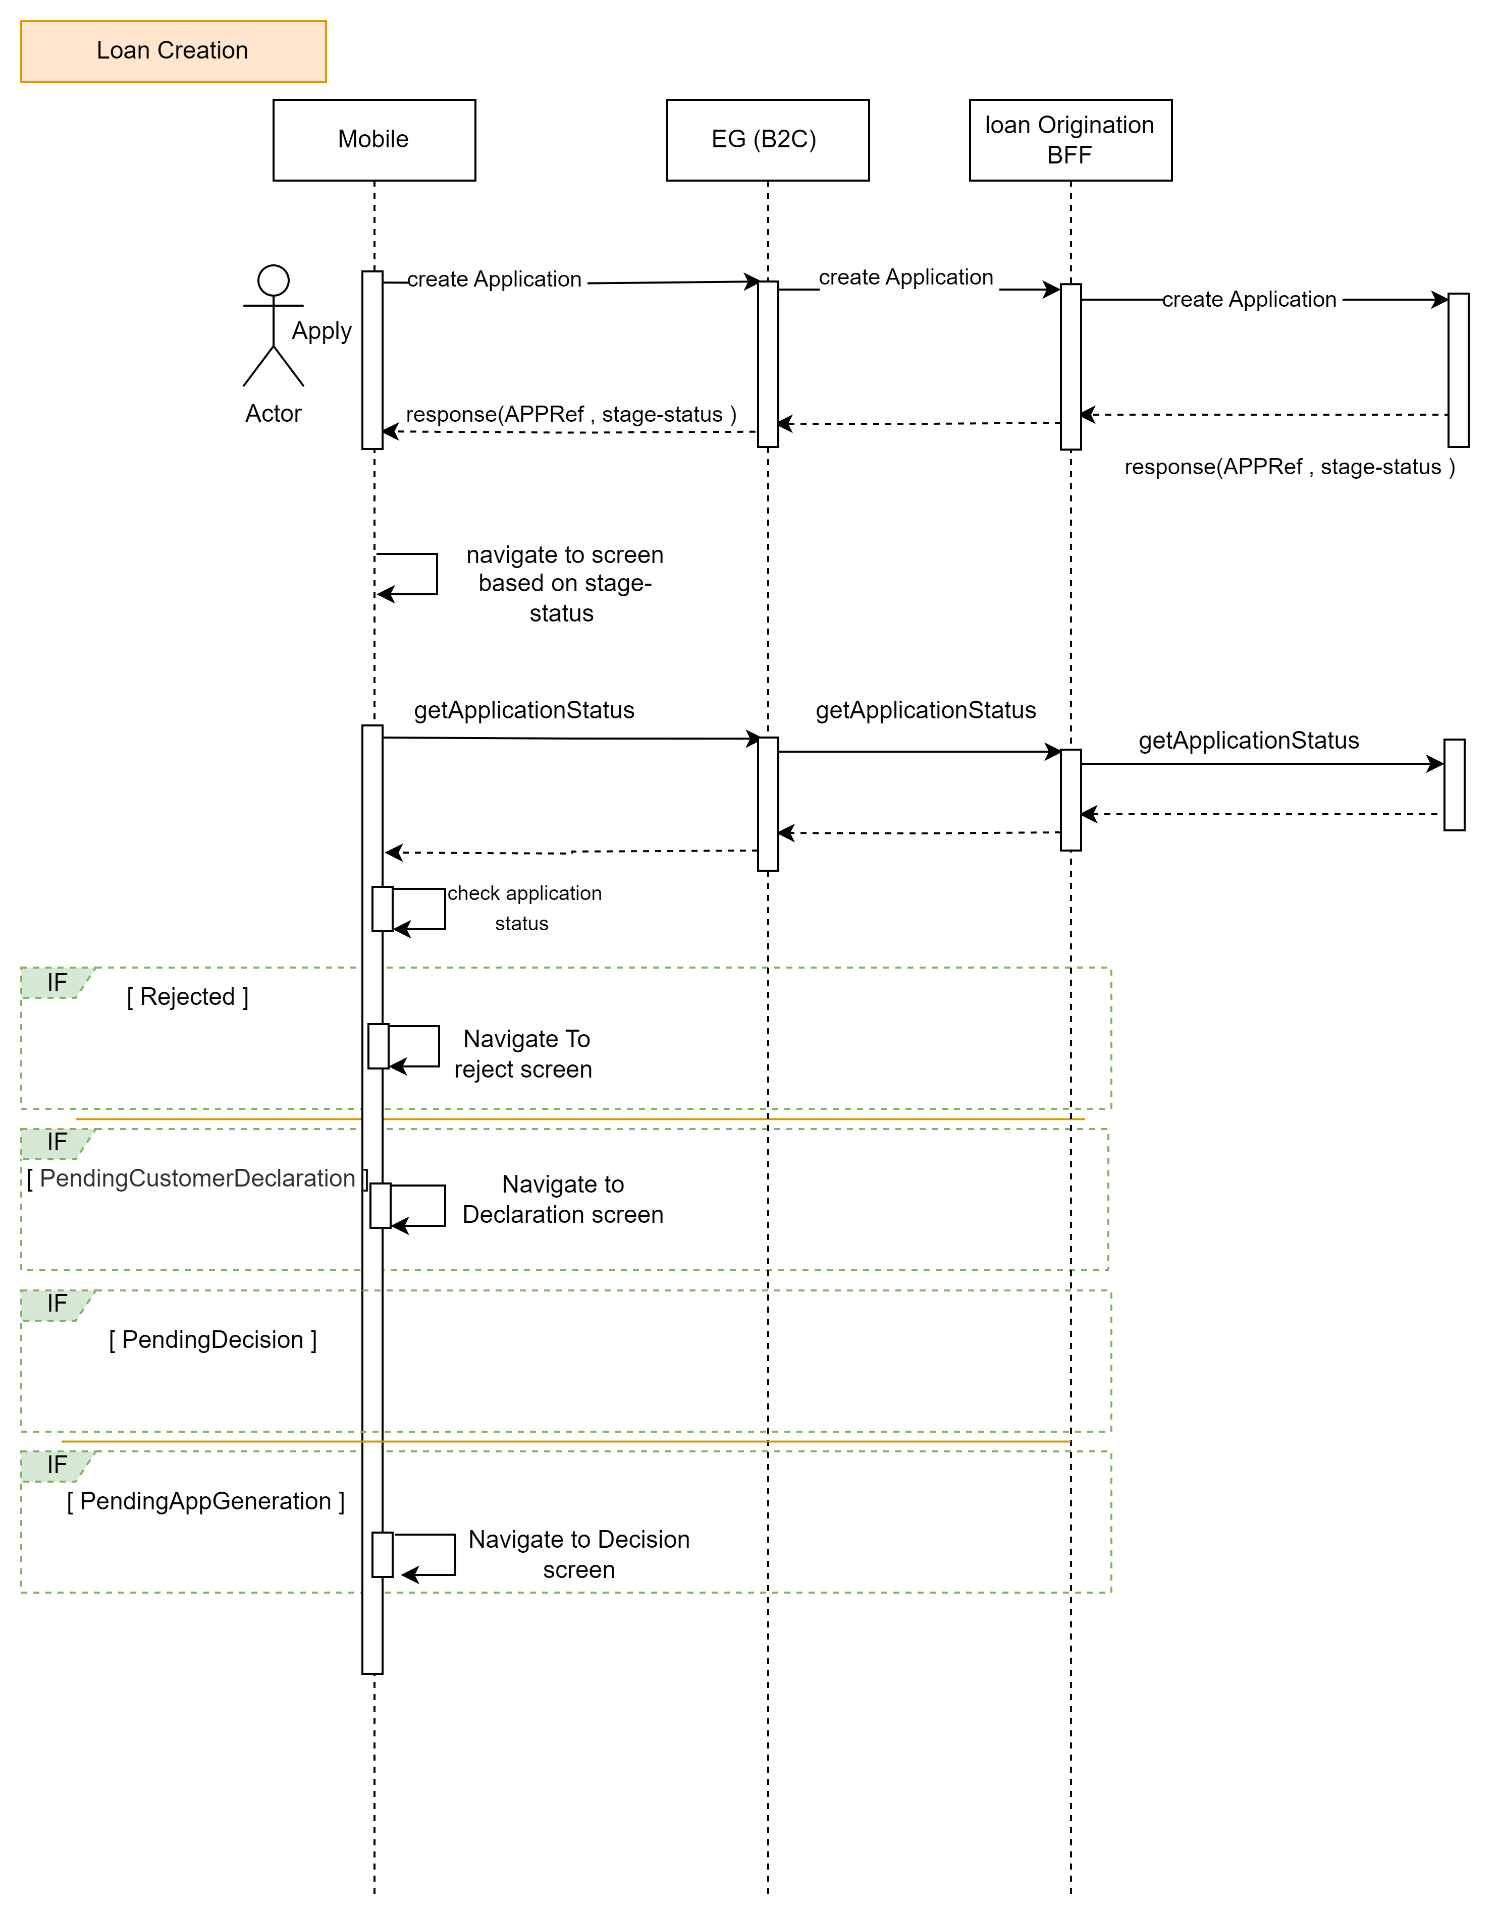 Loan Creation
Mobile
EG (B2C)
loan Origination
BFF
create Application
create Application
create Application
Apply
Actor
response(APPRef , stage-status )
response(APPRef , stage-status )
navigate to screen
based on stage-
status
getApplicationStatus
getApplicationStatus
getApplicationStatus
check application
status
IF
[ Rejected ]
Navigate To
reject screen
IF
[ PendingCustomerDeclaration ]
Navigate to
Declaration screen
IF
[ PendingDecision ]
IF
[ PendingAppGeneration ]
Navigate to Decision
screen